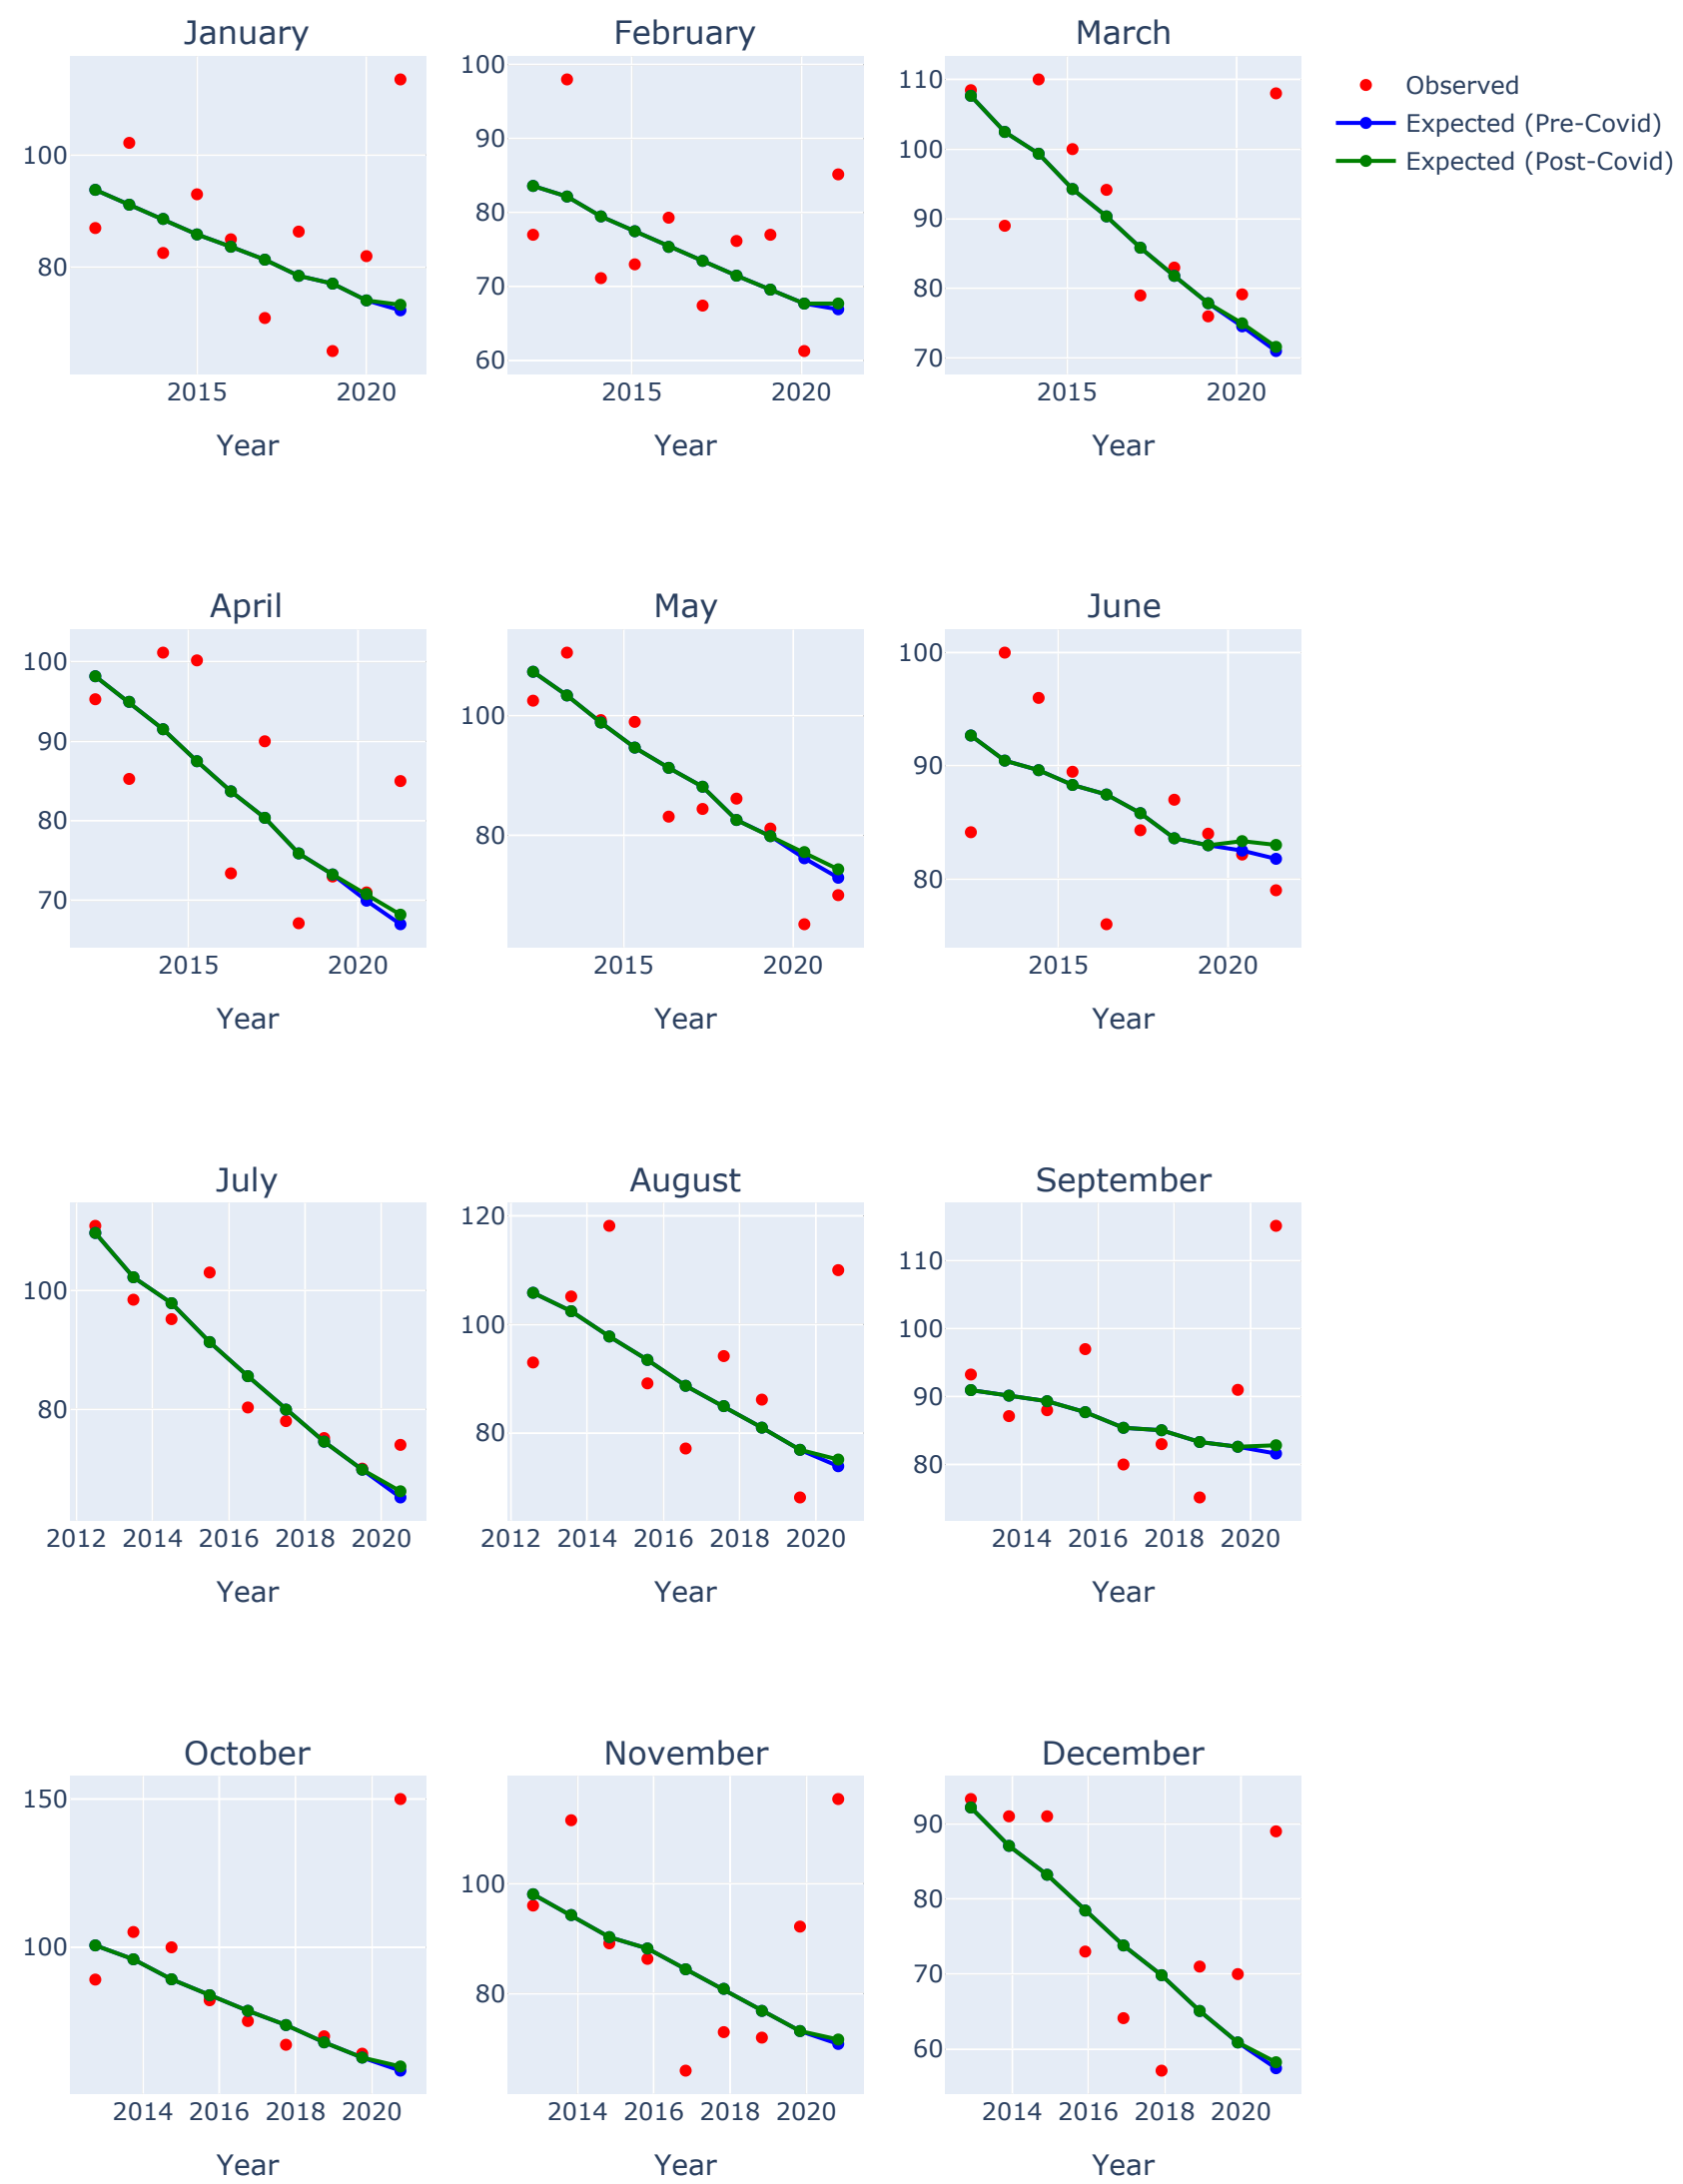 January
February
March
100
80
2015
2020
Year
100
90
80
70
60
2015
2020
Year
110
100
90
80
70
2015
2020
Year
Observed
Expected (Pre-Covid)
Expected (Post-Covid)
April
May
June
100
90
80
70
2015
2020
Year
100
80
2015
2020
Year
100
90
80
2015
2020
Year
July
August
September
100
80
2012 2014 2016 2018 2020
Year
120
100
80
2012 2014 2016 2018 2020
Year
110
100
90
80
2014 2016 2018 2020
Year
October
November
December
150
100
2014 2016 2018 2020
Year
100
80
2014 2016 2018 2020
Year
90
80
70
60
2014 2016 2018 2020
Year